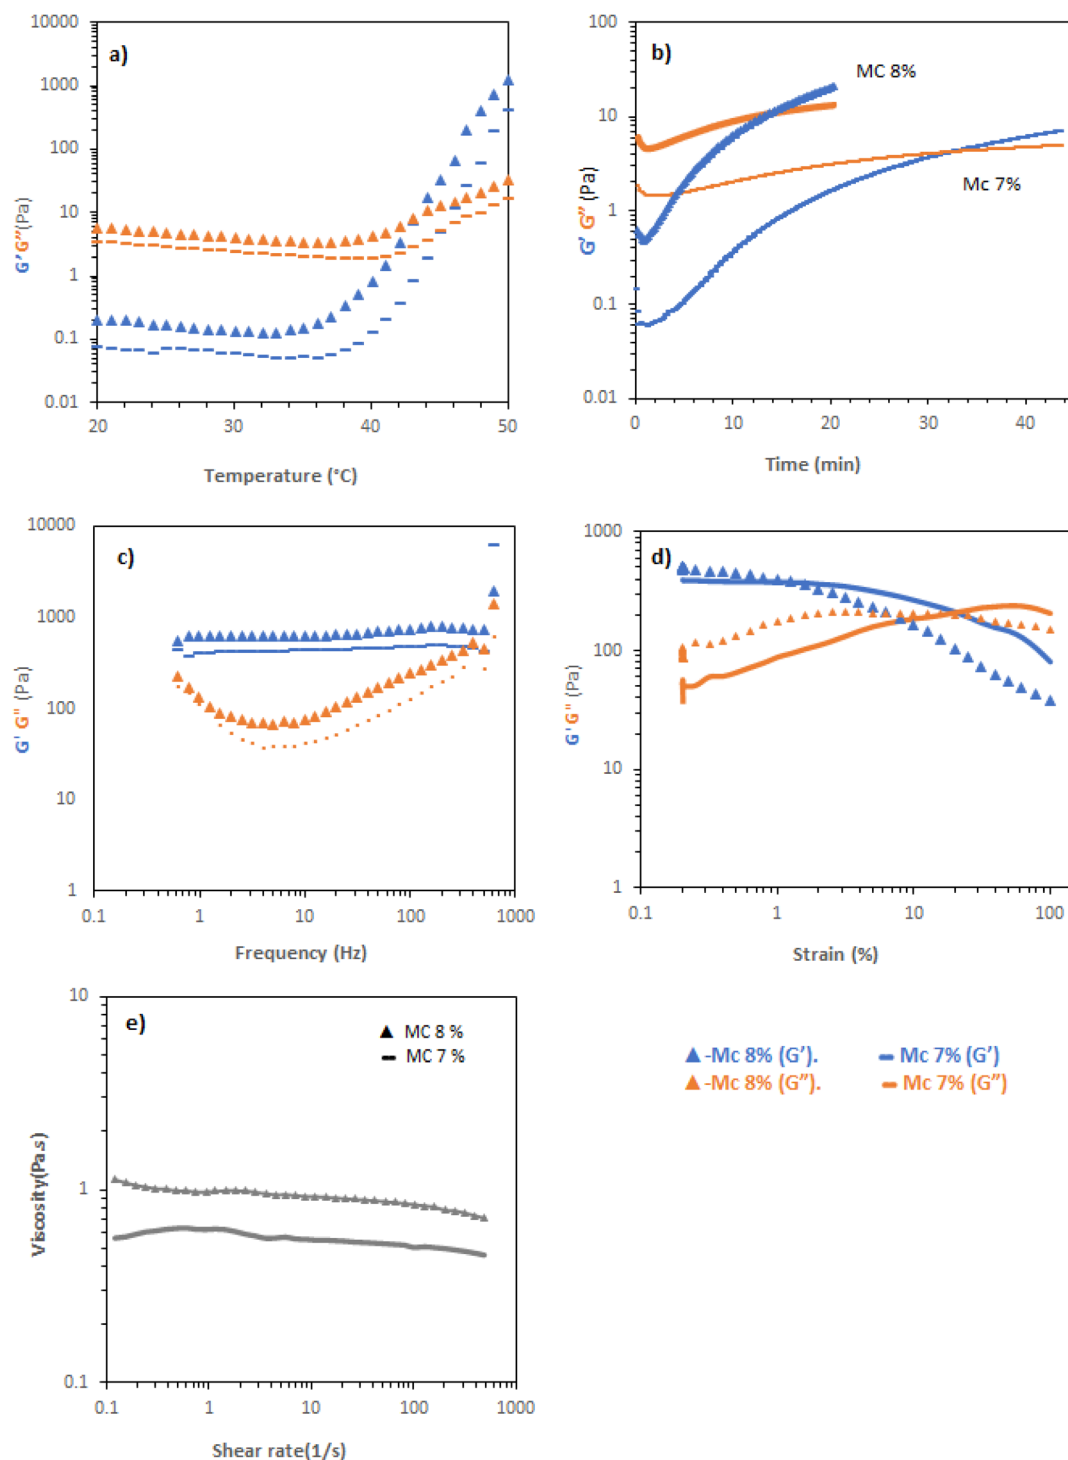 a)
10000
1000
100
10
1
0.1
0.01
G' G''(Pa)
20
30
40
50
Temperature (°C)
b)
100
10
1
0.1
0.01
G' G'' (Pa)
MC 8%
Mc 7%
0
10
20
30
40
Time (min)
c)
10000
1000
100
10
1
G' G'' (Pa)
0.1
1
10
100
1000
Frequency (Hz)
d)
1000
100
10
1
G' G'' (Pa)
0.1
1
10
100
Strain (%)
e)
10
1
0.1
Viscosity(Pa.s)
MC 8 %
MC 7 %
0.1
1
10
100
1000
Shear rate(1/s)
-Mc 8% (G’).
Mc 7% (G’)
-Mc 8% (G”).
Mc 7% (G”)